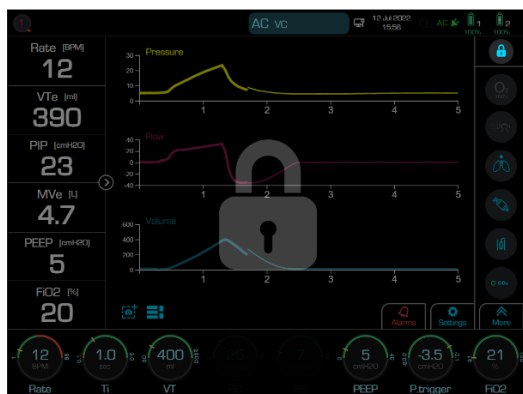 1
AC VC
12 Jul 2022
15:56
AC
1
100%
2
100%
Rate [BPM]
12
VTe [ml]
390
PIP [cmH2O]
23
MVe [L]
4.7
PEEP [cmH2O]
5
FiO2 [%]
20
Pressure
30
20
10
0
1
2
3
4
5
Flow
40
20
0
-20
-40
1
2
3
4
5
Volume
600
400
200
0
1
2
3
4
5
O2
Alarms
Settings
More
12
BPM
Rate
1.0
sec
Ti
400
ml
VT
5
cmH2O
PEEP
-3.5
cmH2O
P.trigger
21
%
FiO2